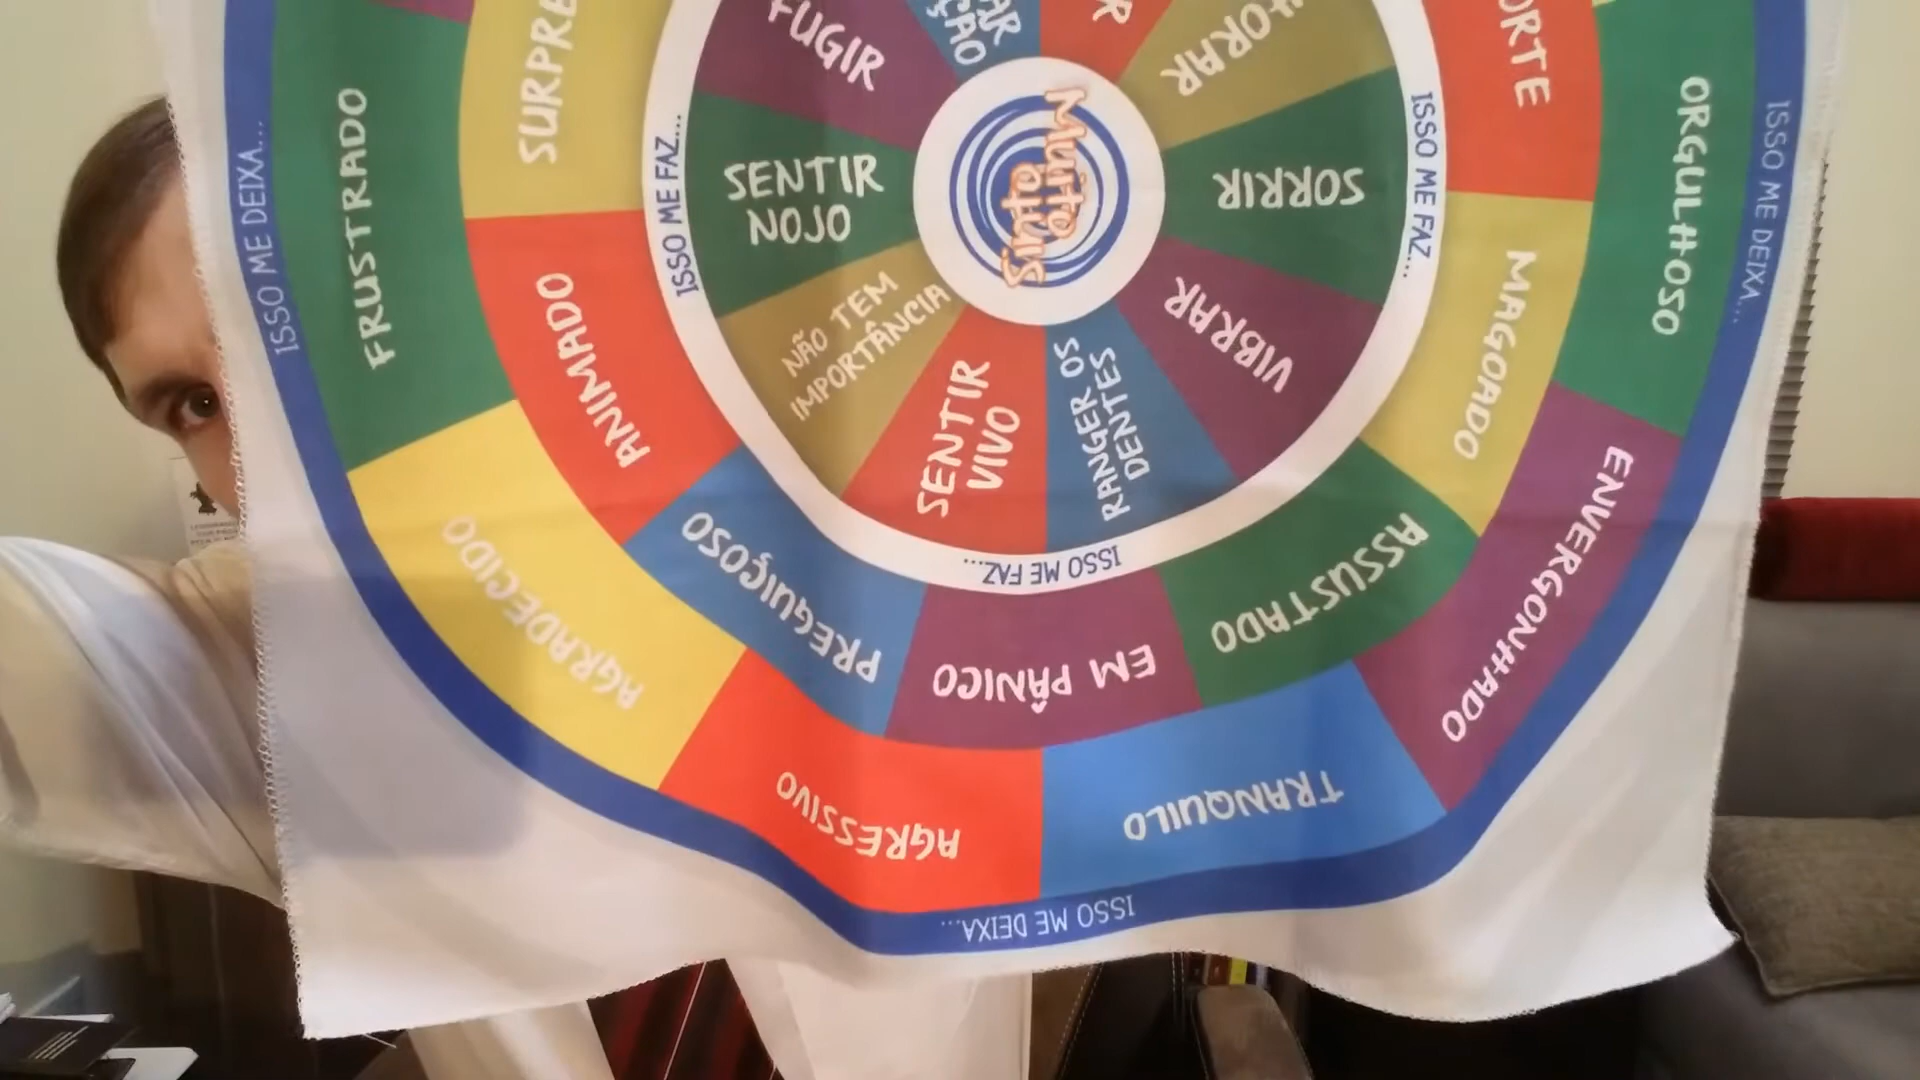 ISSO ME DEIXA...
FRUSTRADO
AGRADECIDO
AGRESSIVO
TRANQUILO
ENVERGONHADO
ORGULHOSO
ISSO ME DEIXA...
ISSO ME DEIXA...
ANIMADO
PREGUIÇOSO
EM PÂNICO
ASSUSTADO
MAGOADO
ISSO ME FAZ...
ISSO ME FAZ...
ISSO ME FAZ...
FUGIR
SENTIR
NOJO
NÃO TEM
IMPORTÂNCIA
SENTIR
VIVO
RANGER OS
DENTES
VIBRAR
SORRIR